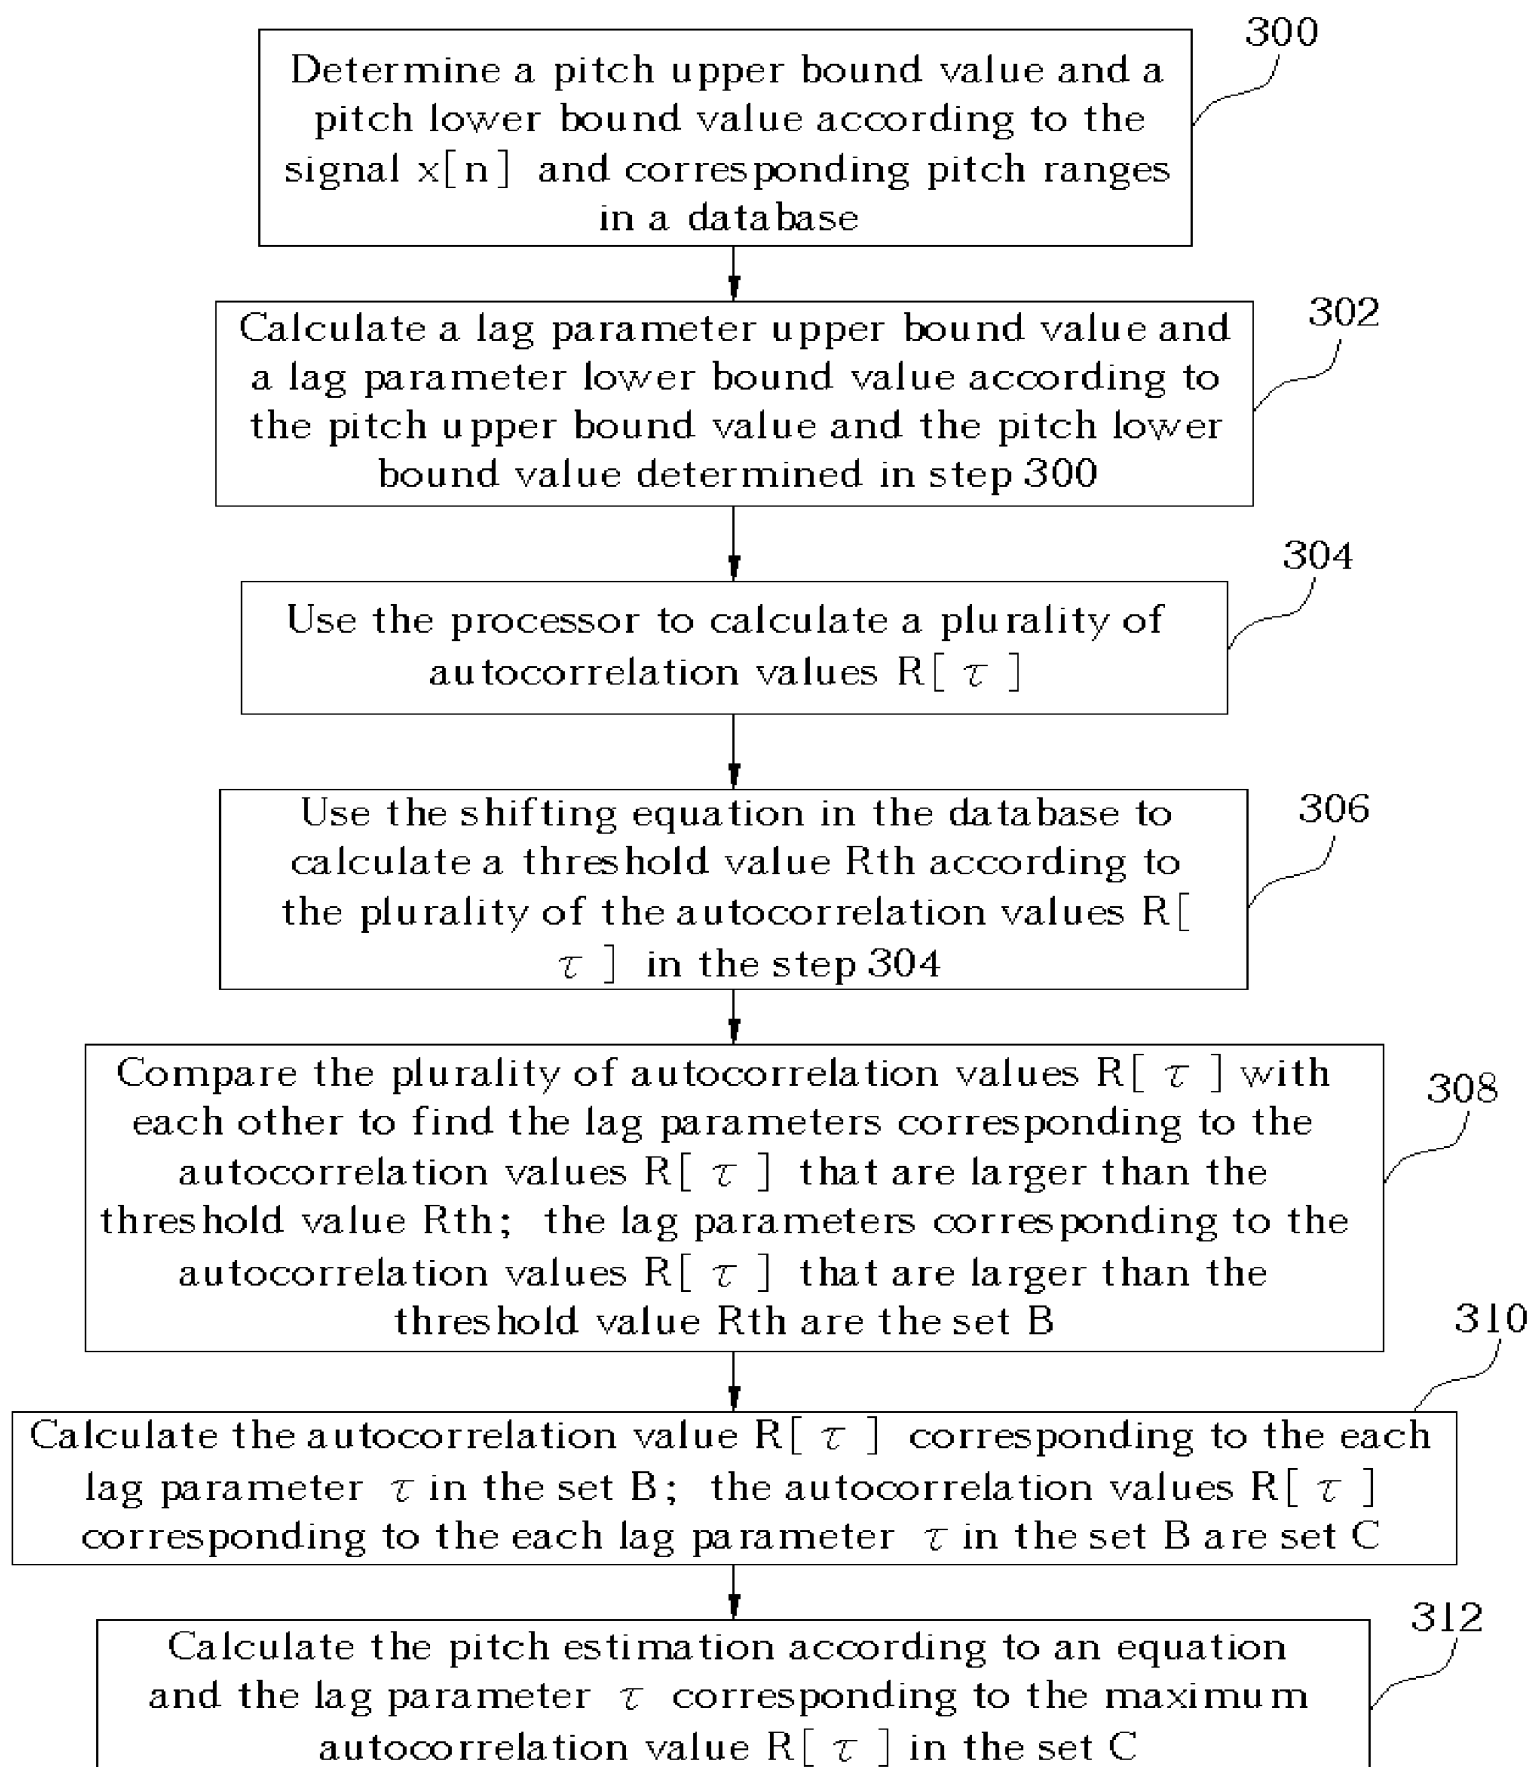 300
Determine a pitch upper bound value and a
pitch lower bound value according to the
signal x[n] and corresponding pitch ranges
in a database
302
Calculate a lag parameter upper bound value and
a lag parameter lower bound value according to
the pitch upper bound value and the pitch lower
bound value determined in step 300
304
Use the processor to calculate a plurality of
autocorrelation values R[ τ ]
306
Use the shifting equation in the database to
calculate a threshold value Rth according to
the plurality of the autocorrelation values R[
τ ] in the step 304
308
Compare the plurality of autocorrelation values R[ τ ] with
each other to find the lag parameters corresponding to the
autocorrelation values R[ τ ] that are larger than the
threshold value Rth; the lag parameters corresponding to the
autocorrelation values R[ τ ] that are larger than the
threshold value Rth are the set B
310
Calculate the autocorrelation value R[ τ ] corresponding to the each
lag parameter τ in the set B; the autocorrelation values R[ τ ]
corresponding to the each lag parameter τ in the set B are set C
312
Calculate the pitch estimation according to an equation
and the lag parameter τ corresponding to the maximum
autocorrelation value R[ τ ] in the set C